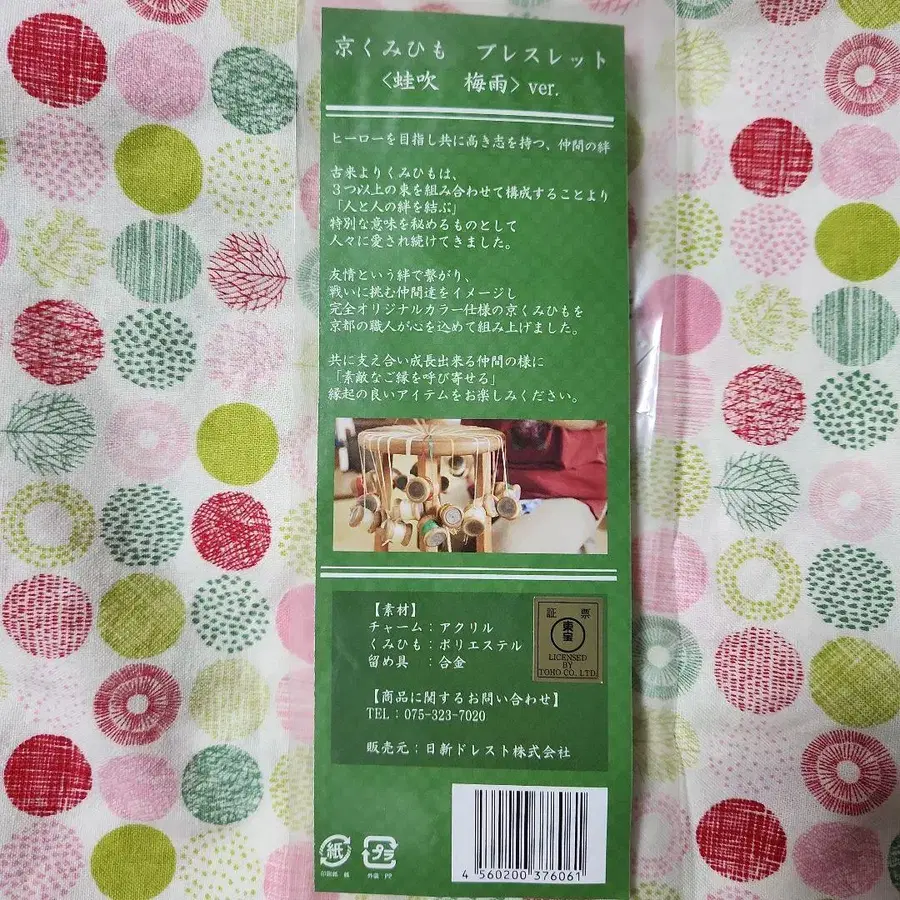 京くみひも　ブレスレット
〈蛙吹　梅雨〉ver.
ヒーローを目指し共に高き志を持つ、仲間の絆
古来よりくみひもは、
３つ以上の束を組み合わせて構成することより
「人と人の絆を結ぶ」
特別な意味を秘めるものとして
人々に愛され続けてきました。
友情という絆で繋がり、
戦いに挑む仲間達をイメージし
完全オリジナルカラー仕様の京くみひもを
京都の職人が心を込めて組み上げました。
共に支え合い成長出来る仲間の様に
「素敵なご縁を呼び寄せる」
縁起の良いアイテムをお楽しみください。
【素材】
チャーム：アクリル
くみひも：ポリエステル
留め具　：合金
証 票
東宝
LICENSED
BY
TOHO CO., LTD.
【商品に関するお問い合わせ】
TEL：075-323-7020
販売元：日新ドレスト株式会社
紙 プラ
印刷紙　紙 外袋　PP
4 560200 376061